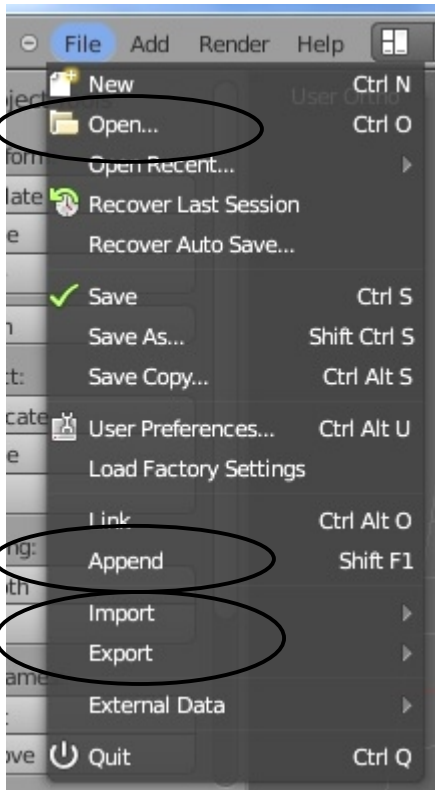 File Add Render Help
New Ctrl N
User Ortho
Open... Ctrl O
Open Recent...
Recover Last Session
Recover Auto Save...
Save Ctrl S
Save As... Shift Ctrl S
Save Copy... Ctrl Alt S
User Preferences... Ctrl Alt U
Load Factory Settings
Link Ctrl Alt O
Append Shift F1
Import
Export
External Data
Quit Ctrl Q